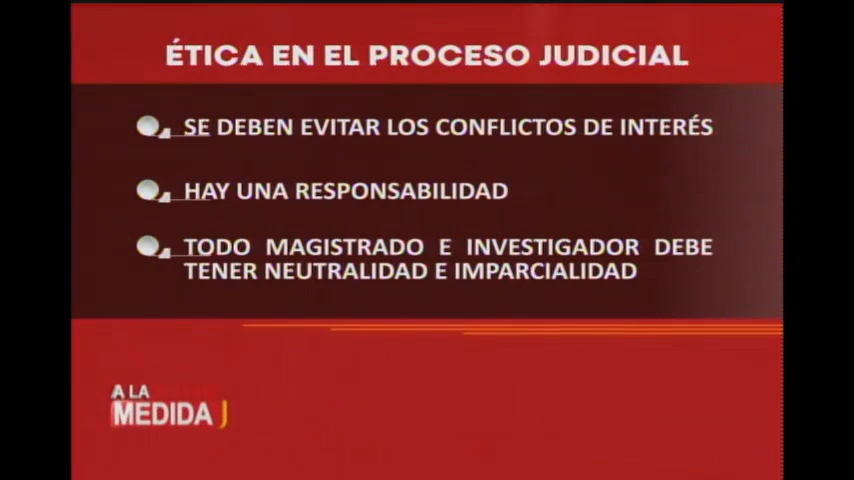 ÉTICA EN EL PROCESO JUDICIAL
SE DEBEN EVITAR LOS CONFLICTOS DE INTERÉS
HAY UNA RESPONSABILIDAD
TODO MAGISTRADO E INVESTIGADOR DEBE
TENER NEUTRALIDAD E IMPARCIALIDAD
A LA
MEDIDA J